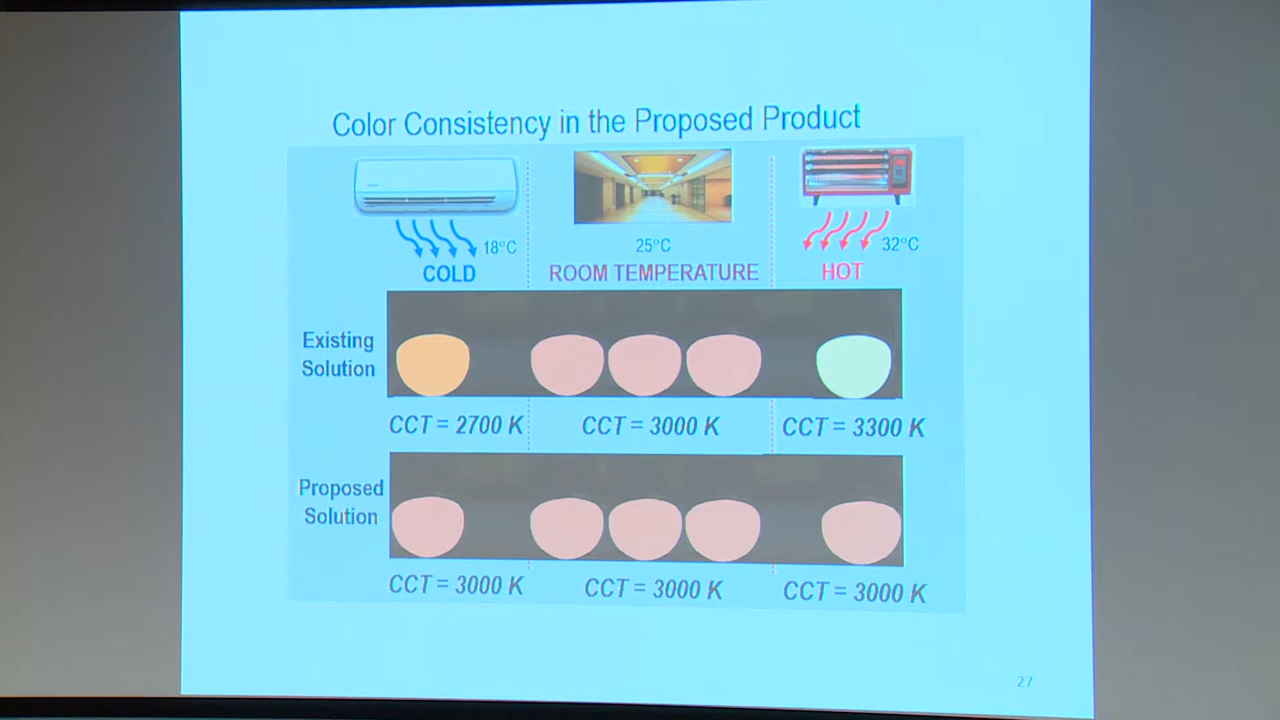 Color Consistency in the Proposed Product
18°C
25°C
32°C
COLD
ROOM TEMPERATURE
HOT
Existing
Solution
CCT = 2700 K
CCT = 3000 K
CCT = 3300 K
Proposed
Solution
CCT = 3000 K
CCT = 3000 K
CCT = 3000 K
27